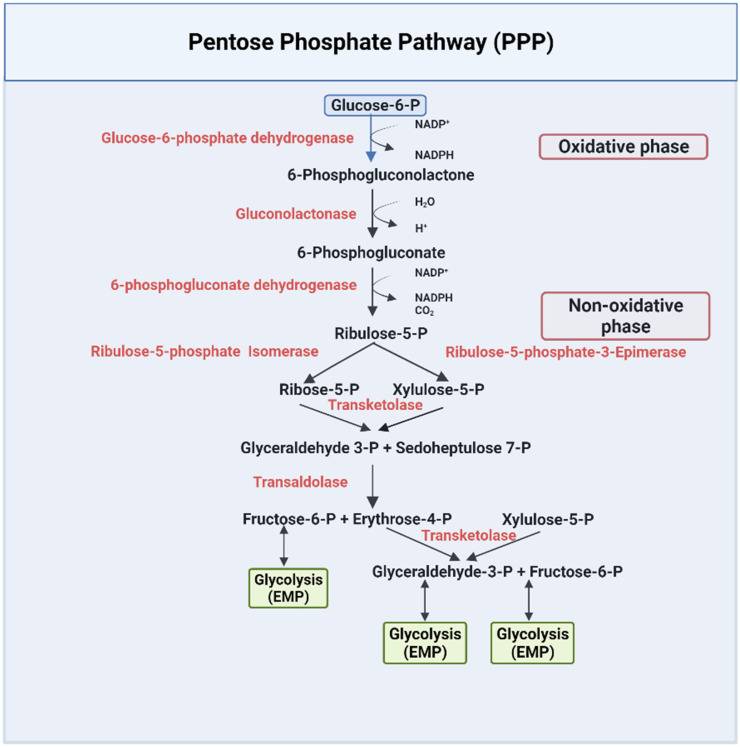 Pentose Phosphate Pathway (PPP)
Glucose-6-P
NADP⁺
Glucose-6-phosphate dehydrogenase
Oxidative phase
NADPH
6-Phosphogluconolactone
H₂O
Gluconolactonase
H⁺
6-Phosphogluconate
NADP⁺
6-phosphogluconate dehydrogenase
NADPH
CO₂
Non-oxidative
phase
Ribulose-5-P
Ribulose-5-phosphate Isomerase
Ribulose-5-phosphate-3-Epimerase
Ribose-5-P
Xylulose-5-P
Transketolase
Glyceraldehyde 3-P + Sedoheptulose 7-P
Transaldolase
Fructose-6-P + Erythrose-4-P
Xylulose-5-P
Transketolase
Glyceraldehyde-3-P + Fructose-6-P
Glycolysis
(EMP)
Glycolysis
(EMP)
Glycolysis
(EMP)